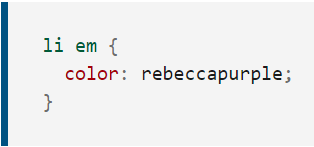 li em {
  color: rebeccapurple;
}